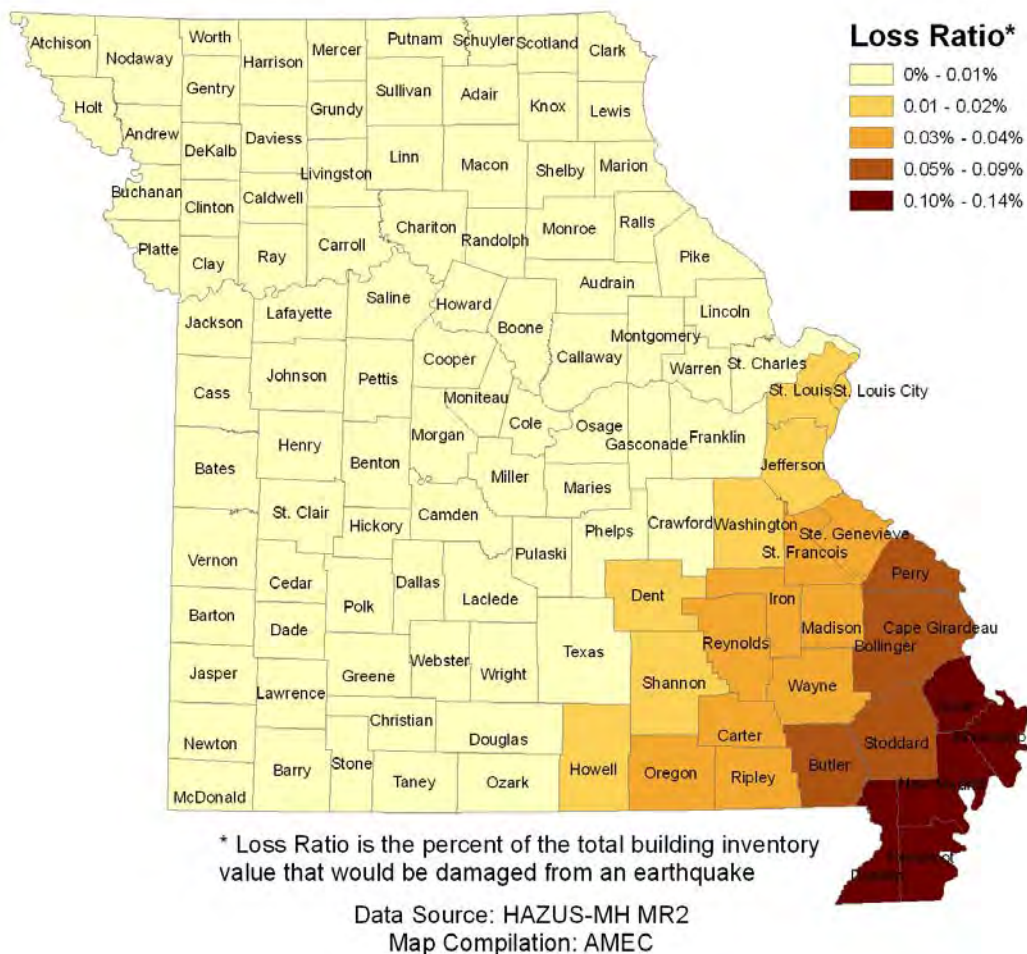 Loss Ratio*
0% - 0.01%
0.01 - 0.02%
0.03% - 0.04%
0.05% - 0.09%
0.10% - 0.14%
Atchison
Nodaway
Worth
Harrison
Mercer
Putnam
Schuyler
Scotland
Clark
Holt
Gentry
Sullivan
Adair
Knox
Lewis
Andrew
DeKalb
Daviess
Grundy
Linn
Macon
Shelby
Marion
Livingston
Buchanan
Clinton
Caldwell
Chariton
Randolph
Monroe
Ralls
Platte
Clay
Ray
Carroll
Pike
Audrain
Saline
Howard
Boone
Jackson
Lafayette
Lincoln
Montgomery
Callaway
Warren
St. Charles
Cooper
Cass
Johnson
Pettis
St. Louis
St. Louis City
Moniteau
Cole
Osage
Gasconade
Franklin
Morgan
Henry
Benton
Miller
Maries
Jefferson
Bates
St. Clair
Hickory
Camden
Phelps
Crawford
Washington
Ste. Genevieve
St. Francois
Pulaski
Vernon
Cedar
Dallas
Laclede
Dent
Perry
Polk
Iron
Barton
Dade
Madison
Cape Girardeau
Reynolds
Bollinger
Texas
Webster
Wright
Jasper
Greene
Shannon
Wayne
Lawrence
Christian
Carter
Newton
Douglas
Stoddard
Barry
Stone
Howell
Oregon
Ripley
Butler
McDonald
Taney
Ozark
* Loss Ratio is the percent of the total building inventory
value that would be damaged from an earthquake
Data Source: HAZUS-MH MR2
Map Compilation: AMEC